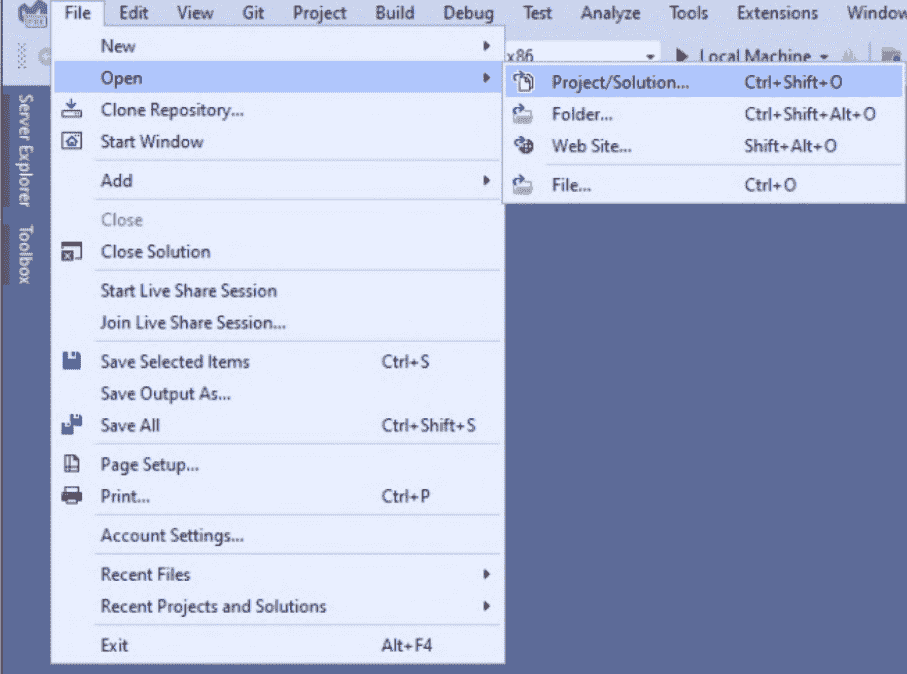 File Edit View Git Project Build Debug Test Analyze Tools Extensions Window
x86 Local Machine
New
Open
Project/Solution... Ctrl+Shift+O
Clone Repository...
Folder... Ctrl+Shift+Alt+O
Start Window
Web Site... Shift+Alt+O
Add
File... Ctrl+O
Close
Close Solution
Start Live Share Session
Join Live Share Session...
Save Selected Items Ctrl+S
Save Output As...
Save All Ctrl+Shift+S
Page Setup...
Print... Ctrl+P
Account Settings...
Recent Files
Recent Projects and Solutions
Exit Alt+F4
Server Explorer
Toolbox